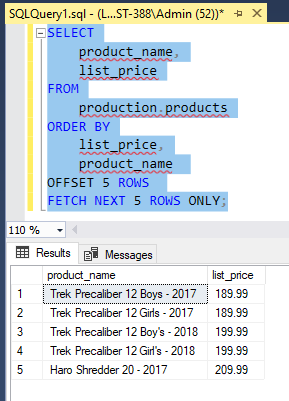 SQLQuery1.sql - (L...ST-388\Admin (52))*
SELECT
product_name,
list_price
FROM
production.products
ORDER BY
list_price,
product_name
OFFSET 5 ROWS
FETCH NEXT 5 ROWS ONLY;
110 %
Results Messages
product_name list_price
1 Trek Precaliber 12 Boys - 2017 189.99
2 Trek Precaliber 12 Girls - 2017 189.99
3 Trek Precaliber 12 Boy's - 2018 199.99
4 Trek Precaliber 12 Girl's - 2018 199.99
5 Haro Shredder 20 - 2017 209.99